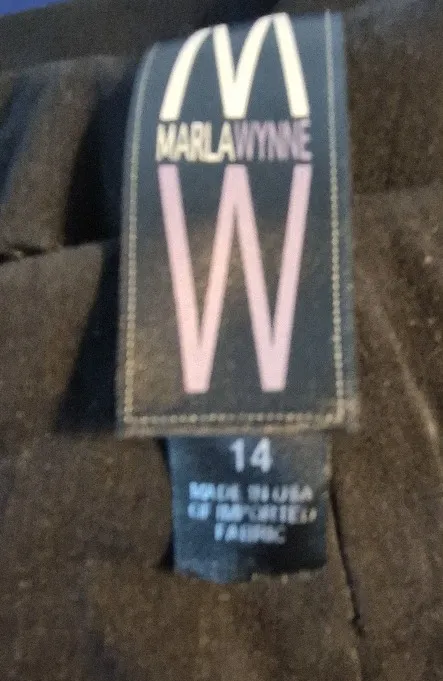 M
MARLAWYNNE
W
14
MADE IN USA
OF IMPORTED
FABRIC